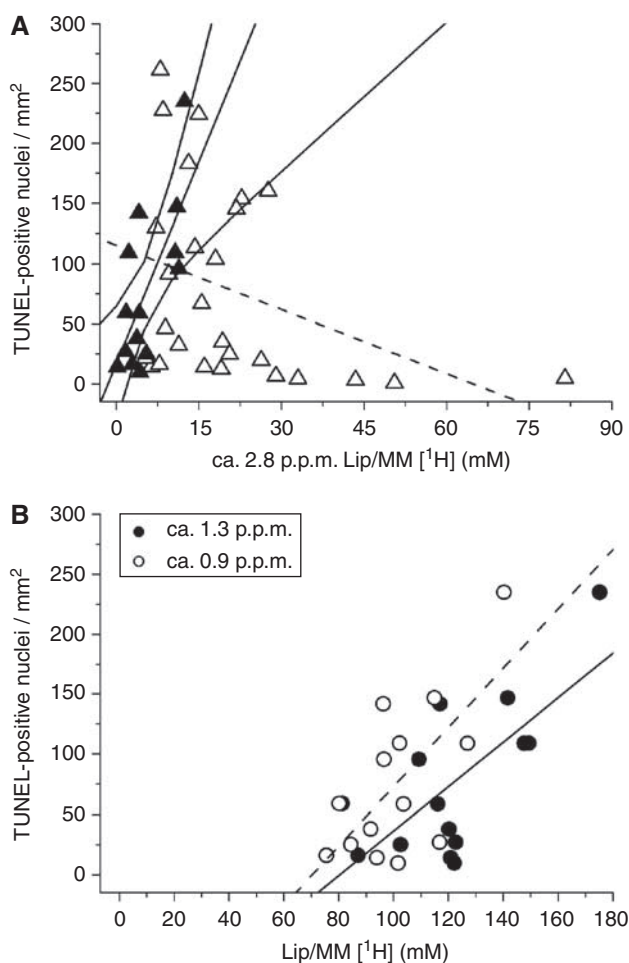 A
TUNEL-positive nuclei / mm²
300
250
200
150
100
50
0
0 15 30 45 60 75 90
ca. 2.8 p.p.m. Lip/MM [¹H] (mM)
B
TUNEL-positive nuclei / mm²
300
250
200
150
100
50
0
ca. 1.3 p.p.m.
ca. 0.9 p.p.m.
0 20 40 60 80 100 120 140 160 180
Lip/MM [¹H] (mM)